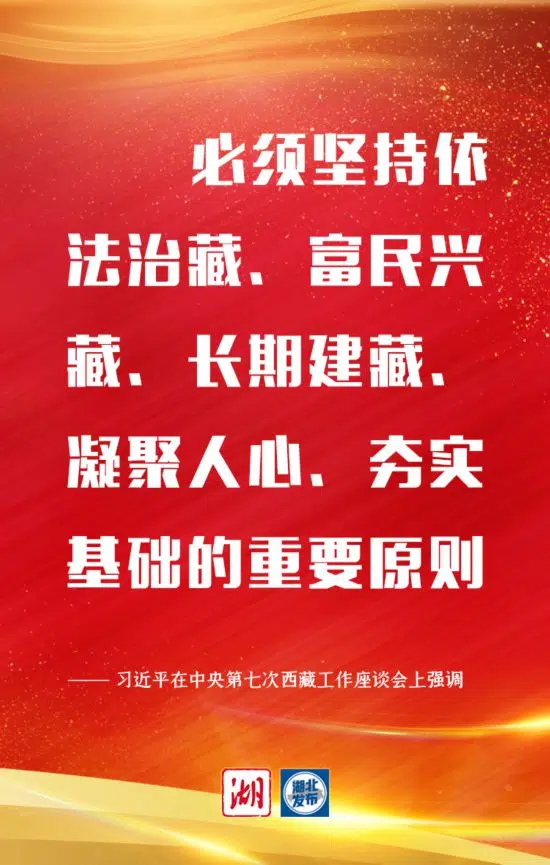 必须坚持依
法治藏、富民兴
藏、长期建藏、
凝聚人心、夯实
基础的重要原则
—— 习近平在中央第七次西藏工作座谈会上强调
湖 湖北
发布